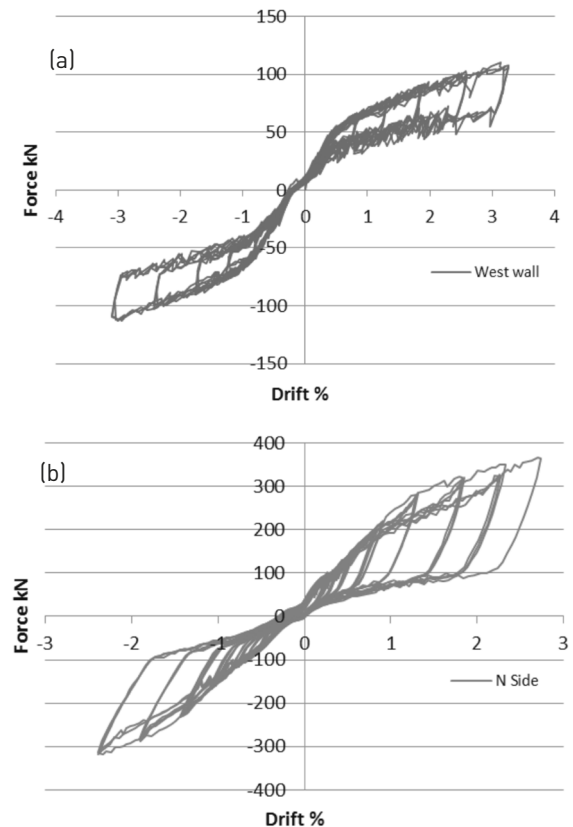 (a)
150
100
50
0
-50
-100
-150
-4 -3 -2 -1 0 1 2 3 4
Force kN
West wall
Drift %
(b)
400
300
200
100
0
-100
-200
-300
-400
-3 -2 -1 0 1 2 3
Force kN
N Side
Drift %